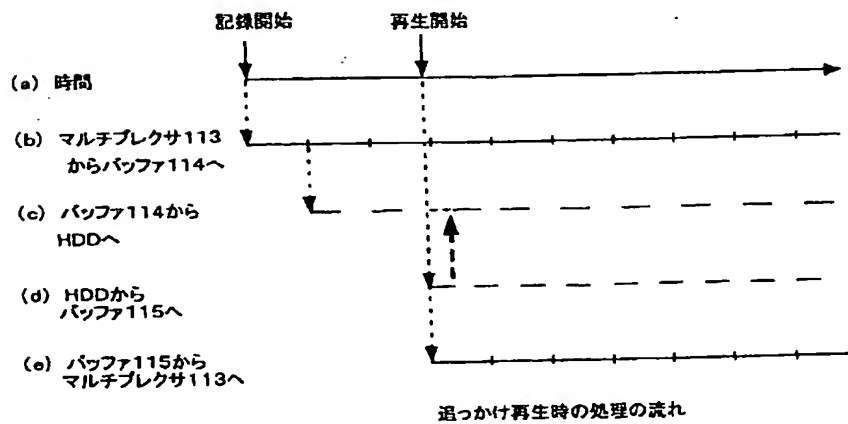 記録開始 再生開始
(a) 時間
(b) マルチプレクサ113
からバッファ114へ
(c) バッファ114から
HDDへ
(d) HDDから
バッファ115へ
(e) バッファ115から
マルチプレクサ113へ
追っかけ再生時の処理の流れ